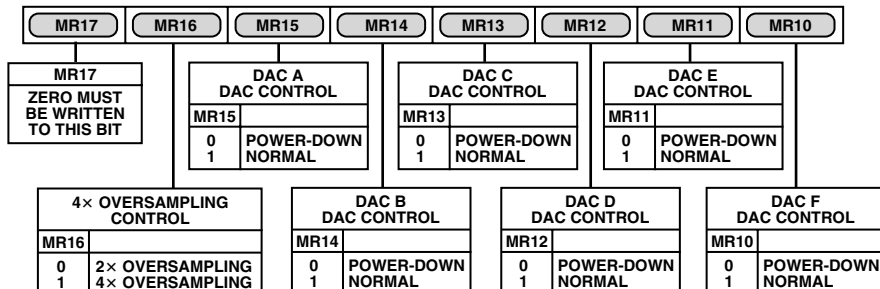 MR17 MR16 MR15 MR14 MR13 MR12 MR11 MR10
MR17
ZERO MUST
BE WRITTEN
TO THIS BIT
DAC A
DAC CONTROL
MR15
0 POWER-DOWN
1 NORMAL
DAC C
DAC CONTROL
MR13
0 POWER-DOWN
1 NORMAL
DAC E
DAC CONTROL
MR11
0 POWER-DOWN
1 NORMAL
4× OVERSAMPLING
CONTROL
MR16
0 2× OVERSAMPLING
1 4× OVERSAMPLING
DAC B
DAC CONTROL
MR14
0 POWER-DOWN
1 NORMAL
DAC D
DAC CONTROL
MR12
0 POWER-DOWN
1 NORMAL
DAC F
DAC CONTROL
MR10
0 POWER-DOWN
1 NORMAL